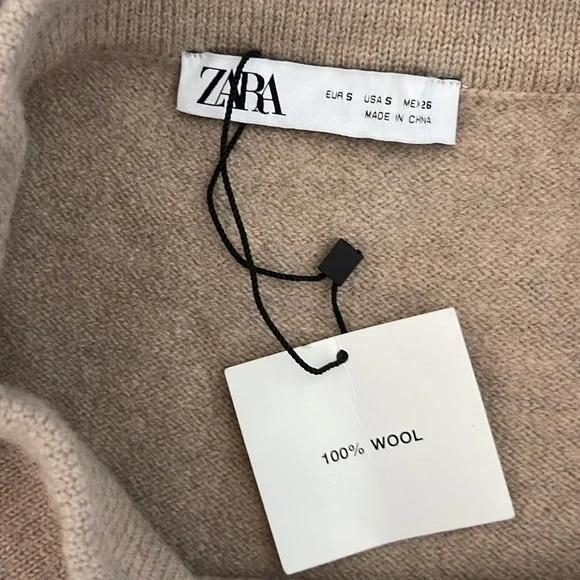 ZARA
EUR S USA S MEX 26
MADE IN CHINA
100% WOOL